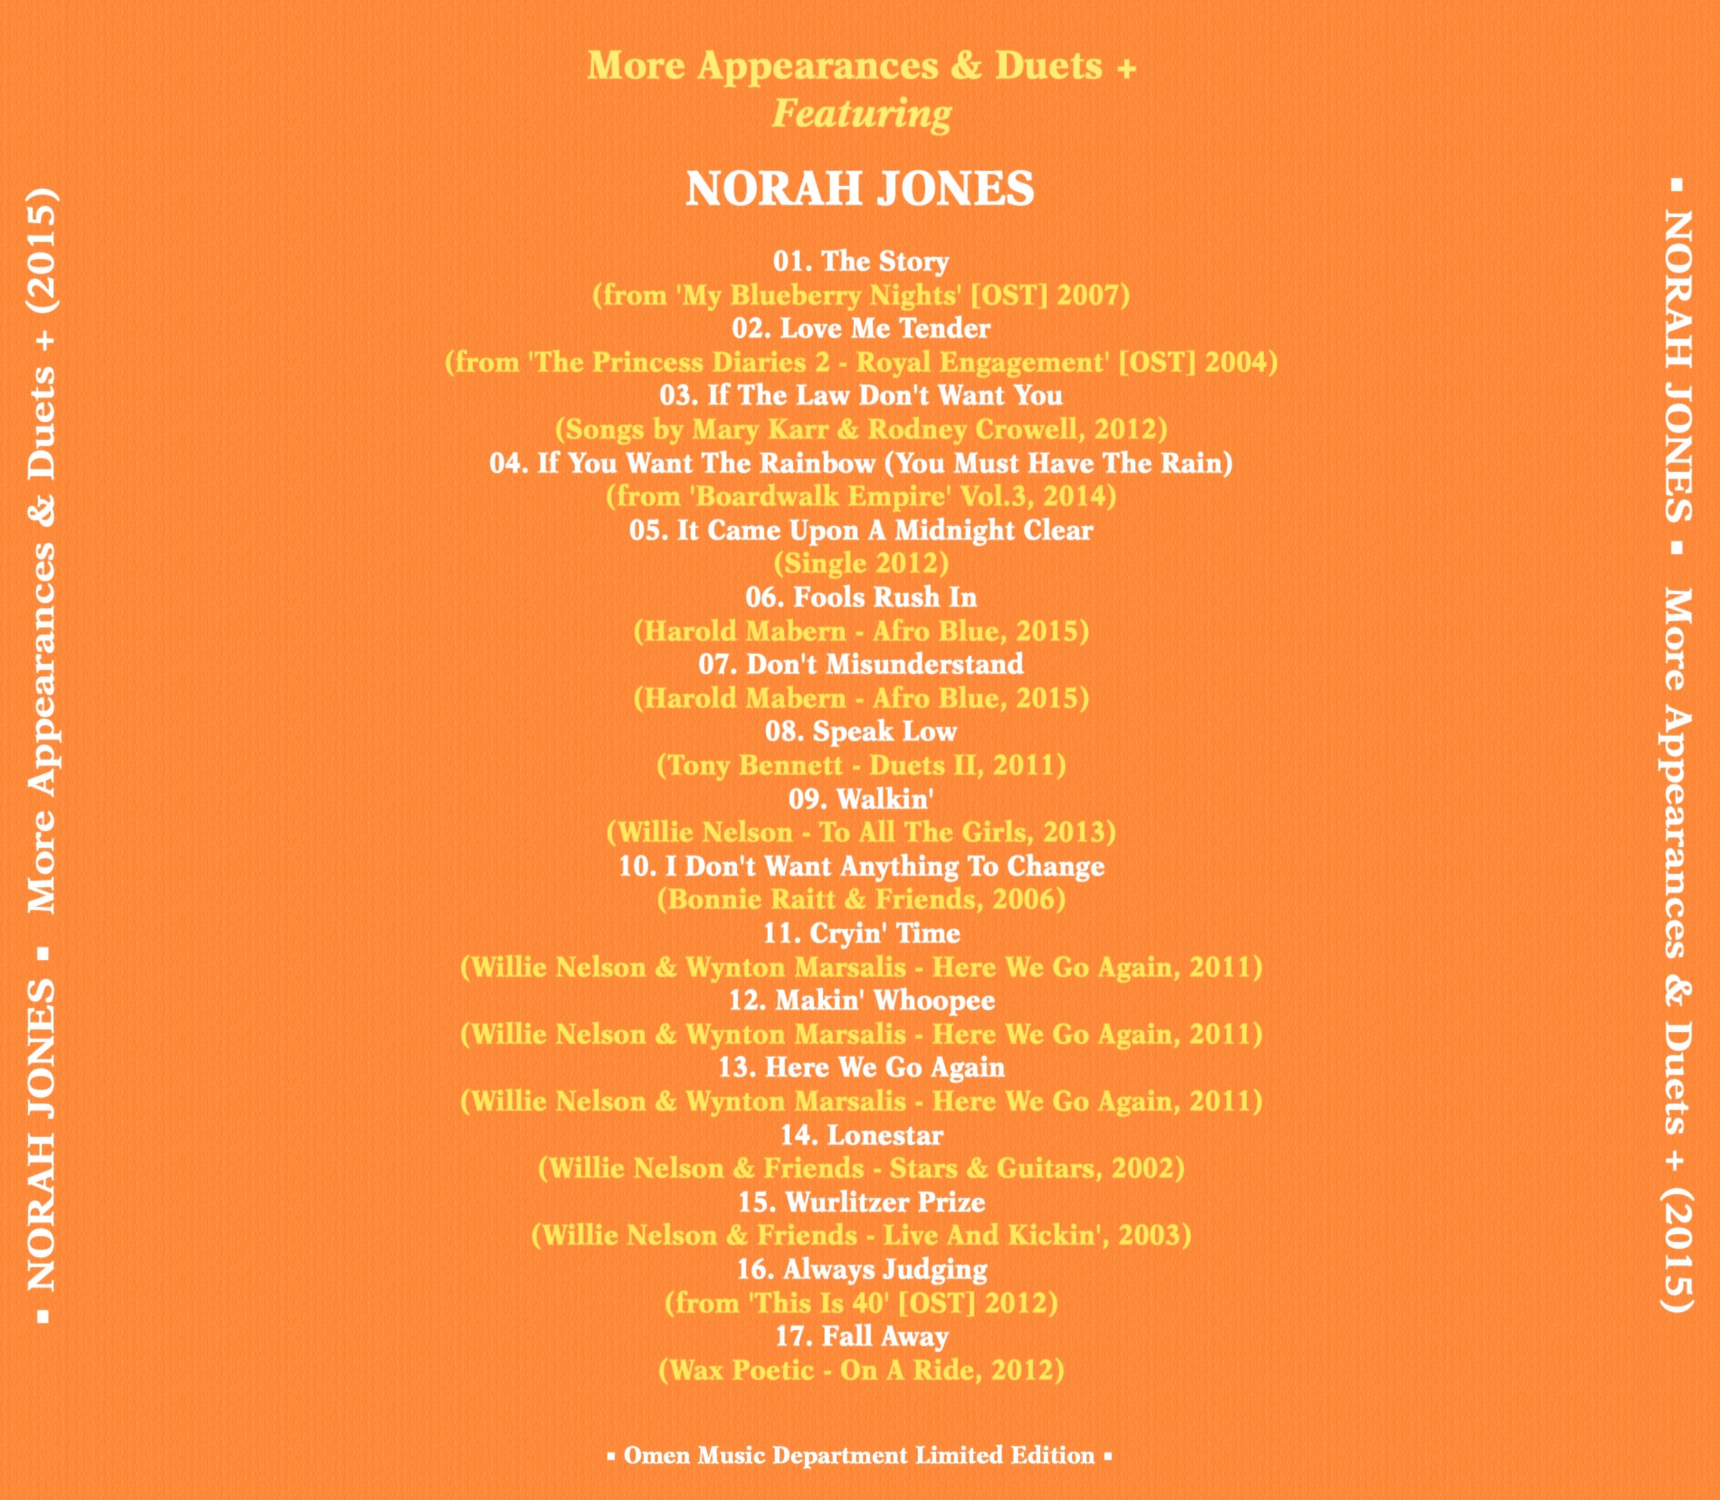 More Appearances & Duets +
Featuring
NORAH JONES
01. The Story
(from 'My Blueberry Nights' [OST] 2007)
02. Love Me Tender
(from 'The Princess Diaries 2 - Royal Engagement' [OST] 2004)
03. If The Law Don't Want You
(Songs by Mary Karr & Rodney Crowell, 2012)
04. If You Want The Rainbow (You Must Have The Rain)
(from 'Boardwalk Empire' Vol.3, 2014)
05. It Came Upon A Midnight Clear
(Single 2012)
06. Fools Rush In
(Harold Mabern - Afro Blue, 2015)
07. Don't Misunderstand
(Harold Mabern - Afro Blue, 2015)
08. Speak Low
(Tony Bennett - Duets II, 2011)
09. Walkin'
(Willie Nelson - To All The Girls, 2013)
10. I Don't Want Anything To Change
(Bonnie Raitt & Friends, 2006)
11. Cryin' Time
(Willie Nelson & Wynton Marsalis - Here We Go Again, 2011)
12. Makin' Whoopee
(Willie Nelson & Wynton Marsalis - Here We Go Again, 2011)
13. Here We Go Again
(Willie Nelson & Wynton Marsalis - Here We Go Again, 2011)
14. Lonestar
(Willie Nelson & Friends - Stars & Guitars, 2002)
15. Wurlitzer Prize
(Willie Nelson & Friends - Live And Kickin', 2003)
16. Always Judging
(from 'This Is 40' [OST] 2012)
17. Fall Away
(Wax Poetic - On A Ride, 2012)
▪ Omen Music Department Limited Edition ▪
▪ NORAH JONES ▪ More Appearances & Duets + (2015)
▪ NORAH JONES ▪ More Appearances & Duets + (2015)